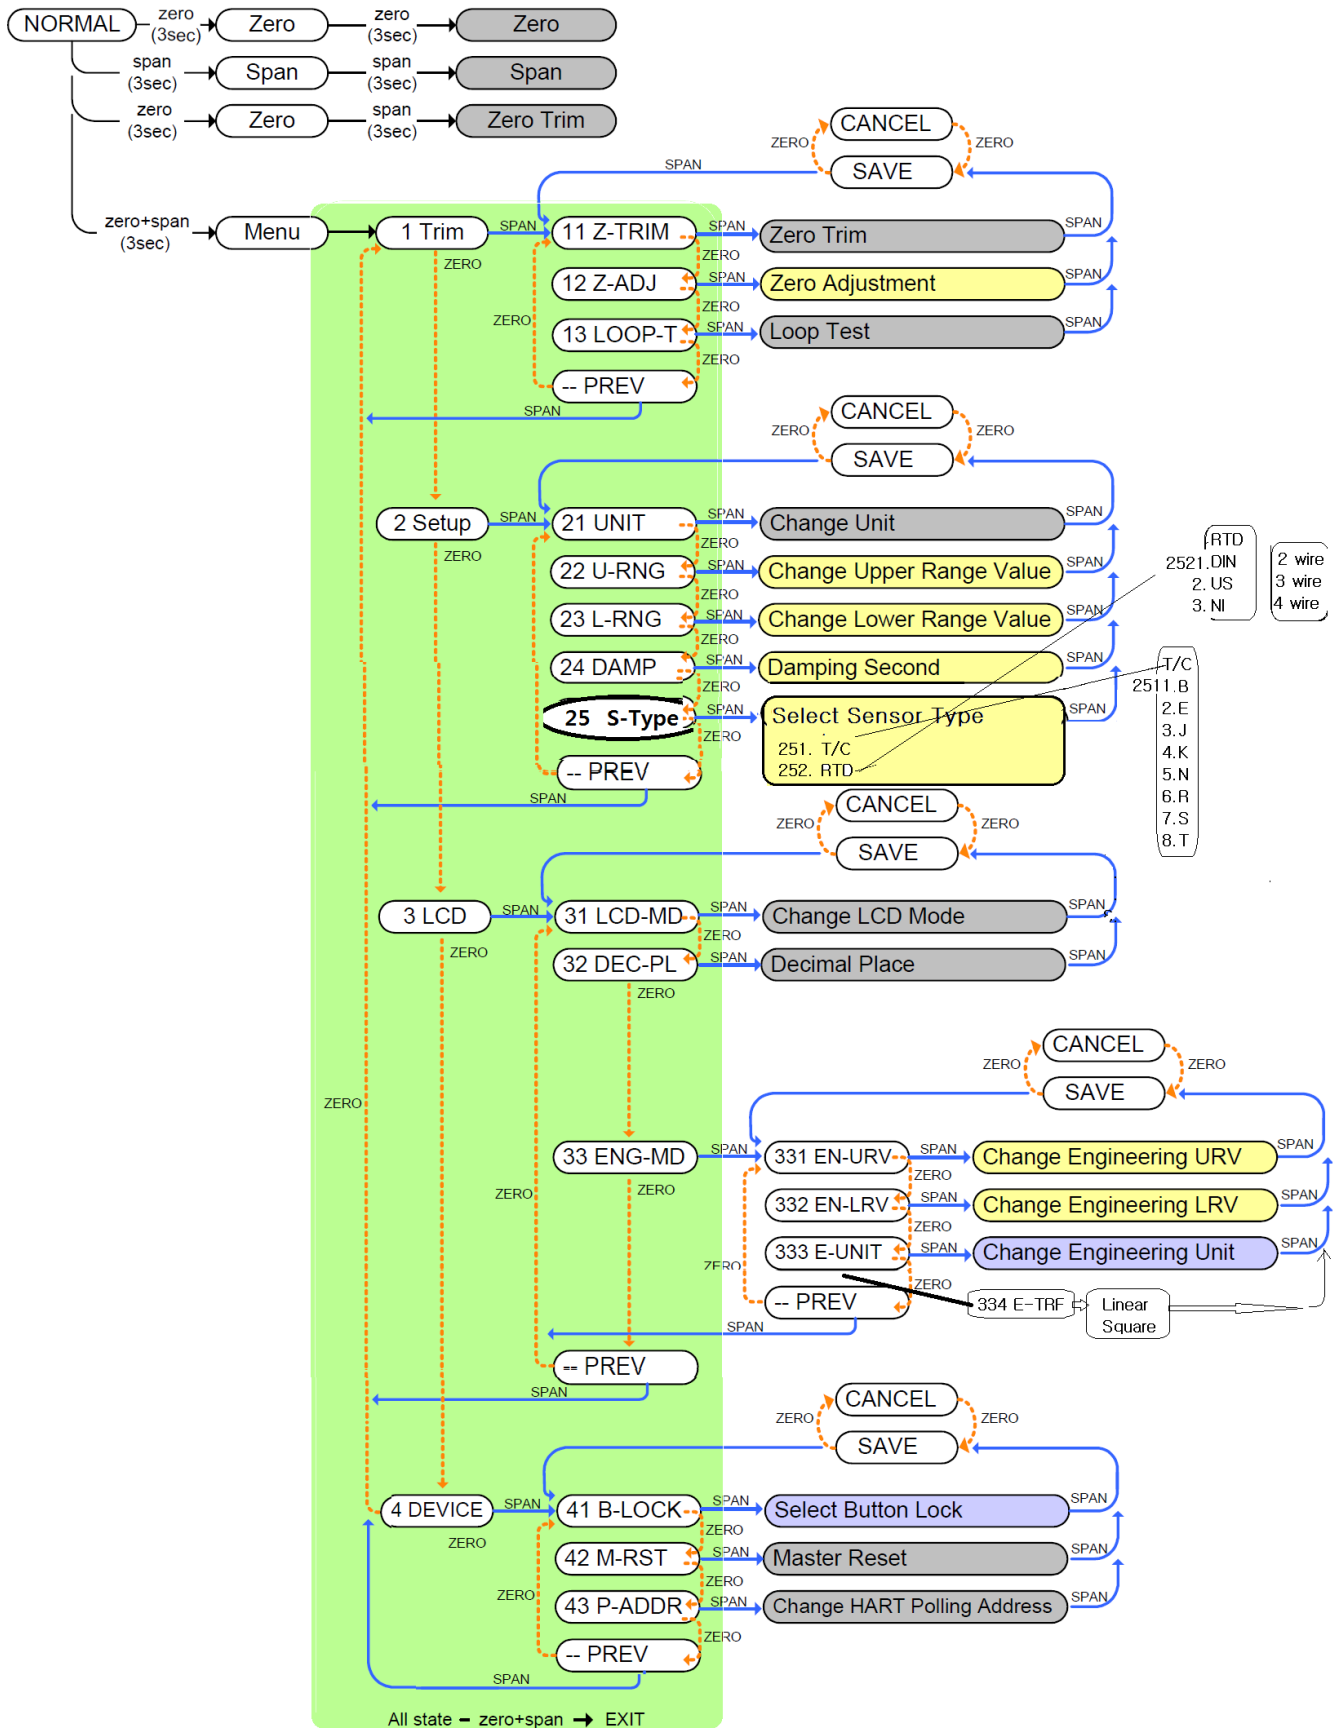 NORMAL zero (3sec) Zero zero (3sec) Zero
span (3sec) Span span (3sec) Span
zero (3sec) Zero span (3sec) Zero Trim
CANCEL
ZERO ZERO
SPAN SAVE
zero+span (3sec) Menu 1 Trim SPAN 11 Z-TRIM SPAN Zero Trim SPAN
ZERO ZERO
12 Z-ADJ SPAN Zero Adjustment SPAN
ZERO ZERO
13 LOOP-T SPAN Loop Test SPAN
ZERO
-- PREV
SPAN
CANCEL
ZERO ZERO
SAVE
2 Setup SPAN 21 UNIT SPAN Change Unit SPAN
ZERO ZERO
22 U-RNG SPAN Change Upper Range Value SPAN
ZERO
23 L-RNG SPAN Change Lower Range Value SPAN
ZERO
24 DAMP SPAN Damping Second SPAN
ZERO
25 S-Type SPAN Select Sensor Type SPAN
ZERO
251. T/C
252. RTD
-- PREV
SPAN
RTD
2521.DIN
2. US
3. NI
2 wire
3 wire
4 wire
T/C
2511.B
2.E
3.J
4.K
5.N
6.R
7.S
8.T
CANCEL
ZERO ZERO
SAVE
3 LCD SPAN 31 LCD-MD SPAN Change LCD Mode SPAN
ZERO ZERO
32 DEC-PL SPAN Decimal Place SPAN
ZERO
CANCEL
ZERO ZERO
SAVE
ZERO
33 ENG-MD SPAN 331 EN-URV SPAN Change Engineering URV SPAN
ZERO ZERO ZERO
332 EN-LRV SPAN Change Engineering LRV SPAN
ZERO
333 E-UNIT SPAN Change Engineering Unit SPAN
ZERO ZERO
-- PREV 334 E-TRF Linear
Square
SPAN
-- PREV
SPAN
CANCEL
ZERO ZERO
SAVE
4 DEVICE SPAN 41 B-LOCK SPAN Select Button Lock SPAN
ZERO ZERO
42 M-RST SPAN Master Reset SPAN
ZERO ZERO
43 P-ADDR SPAN Change HART Polling Address SPAN
ZERO
-- PREV
SPAN
All state – zero+span → EXIT